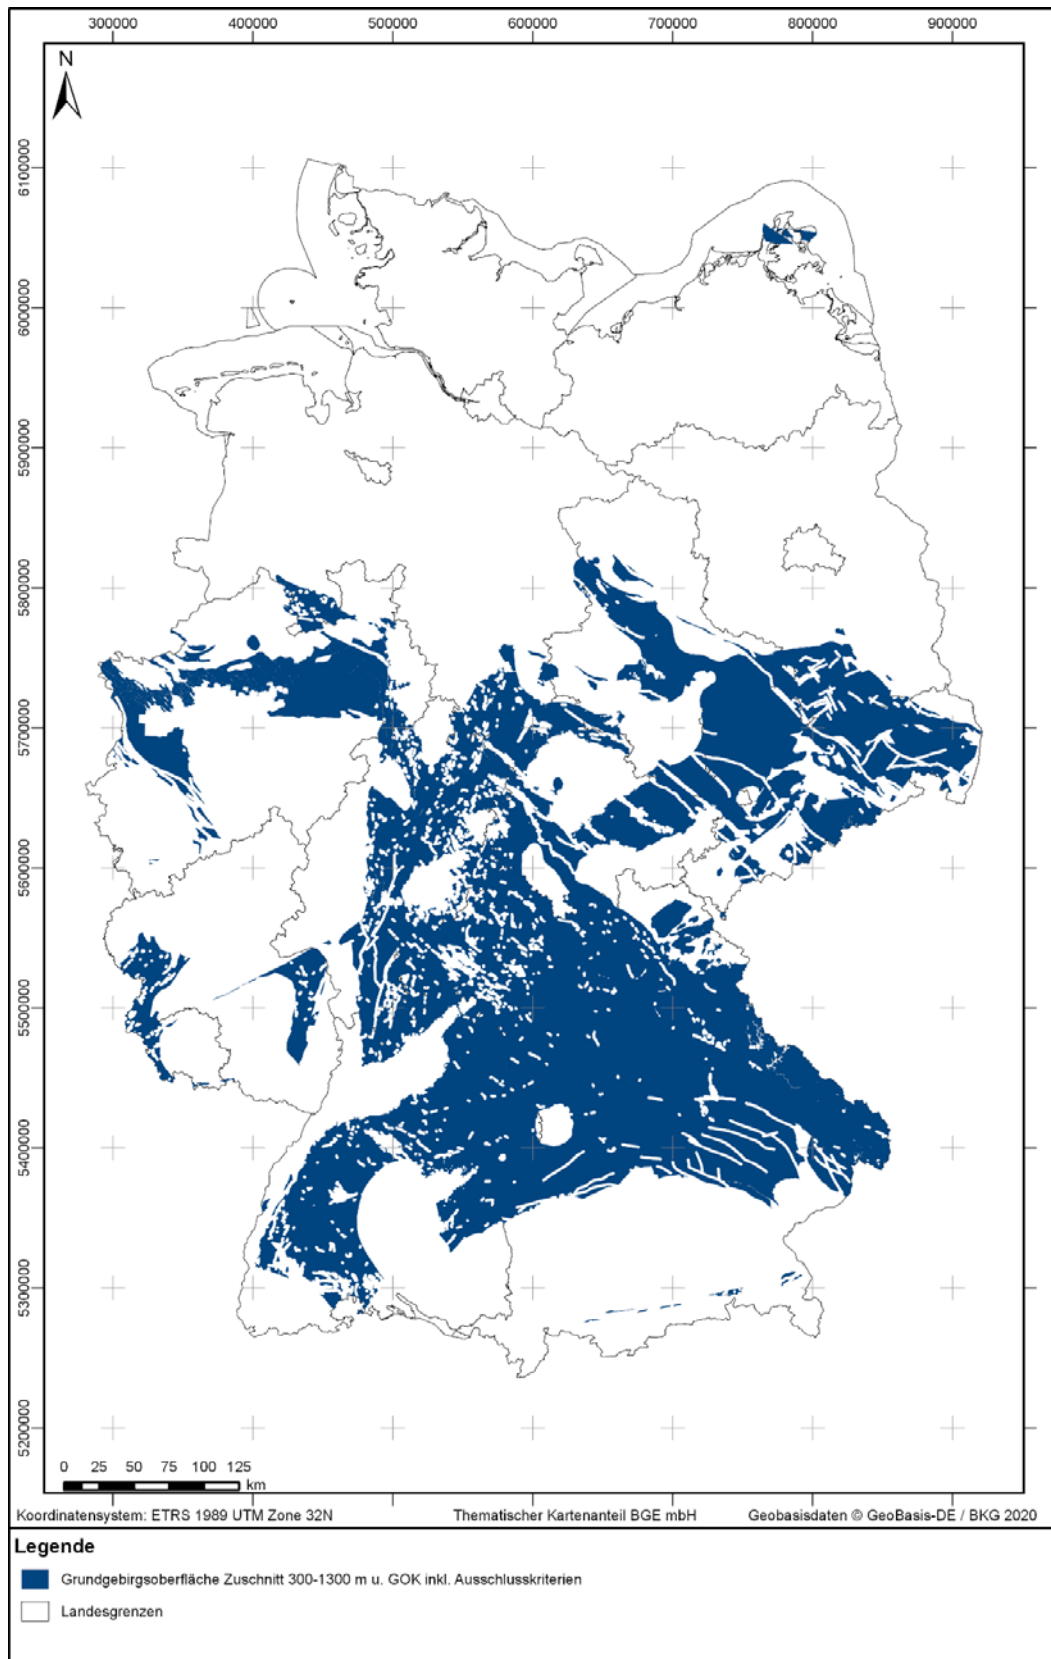 300000 400000 500000 600000 700000 800000 900000
N
6100000
6000000
5900000
5800000
5700000
5600000
5500000
5400000
5300000
5200000
0 25 50 75 100 125
km
Koordinatensystem: ETRS 1989 UTM Zone 32N Thematischer Kartenanteil BGE mbH Geobasisdaten © GeoBasis-DE / BKG 2020
Legende
Grundgebirgsoberfläche Zuschnitt 300-1300 m u. GOK inkl. Ausschlusskriterien
Landesgrenzen